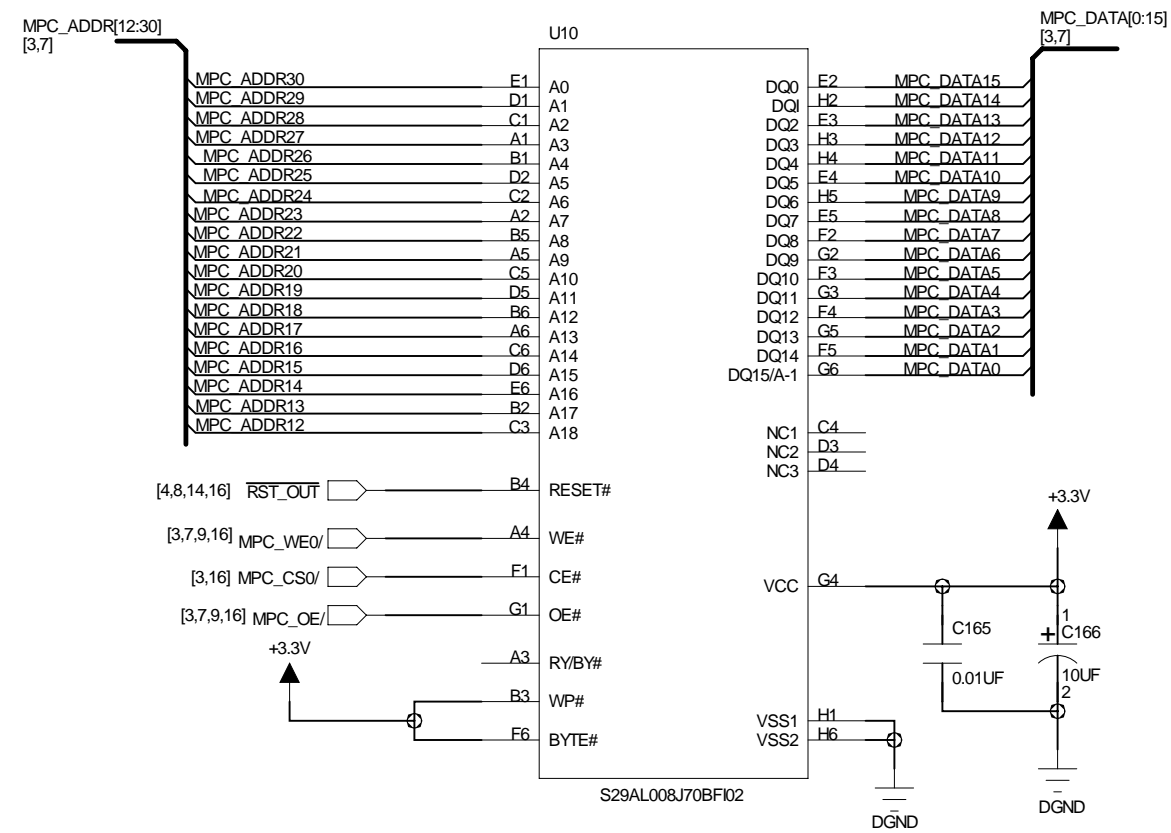 MPC_ADDR[12:30]
[3,7]
U10
MPC_DATA[0:15]
[3,7]
MPC_ADDR30 E1 A0 DQ0 E2 MPC_DATA15
MPC_ADDR29 D1 A1 DQI H2 MPC_DATA14
MPC_ADDR28 C1 A2 DQ2 E3 MPC_DATA13
MPC_ADDR27 A1 A3 DQ3 H3 MPC_DATA12
MPC_ADDR26 B1 A4 DQ4 H4 MPC_DATA11
MPC_ADDR25 D2 A5 DQ5 E4 MPC_DATA10
MPC_ADDR24 C2 A6 DQ6 H5 MPC_DATA9
MPC_ADDR23 A2 A7 DQ7 E5 MPC_DATA8
MPC_ADDR22 B5 A8 DQ8 F2 MPC_DATA7
MPC_ADDR21 A5 A9 DQ9 G2 MPC_DATA6
MPC_ADDR20 C5 A10 DQ10 F3 MPC_DATA5
MPC_ADDR19 D5 A11 DQ11 G3 MPC_DATA4
MPC_ADDR18 B6 A12 DQ12 F4 MPC_DATA3
MPC_ADDR17 A6 A13 DQ13 G5 MPC_DATA2
MPC_ADDR16 C6 A14 DQ14 F5 MPC_DATA1
MPC_ADDR15 D6 A15 DQ15/A-1 G6 MPC_DATA0
MPC_ADDR14 E6 A16
MPC_ADDR13 B2 A17
MPC_ADDR12 C3 A18 NC1 C4
NC2 D3
NC3 D4
[4,8,14,16] RST_OUT B4 RESET#
+3.3V
[3,7,9,16] MPC_WE0/ A4 WE#
[3,16] MPC_CS0/ F1 CE# VCC G4
[3,7,9,16] MPC_OE/ G1 OE#
C165
0.01UF
1
+ C166
10UF
2
+3.3V
A3 RY/BY#
B3 WP#
F6 BYTE#
VSS1 H1
VSS2 H6
S29AL008J70BFI02
DGND
DGND